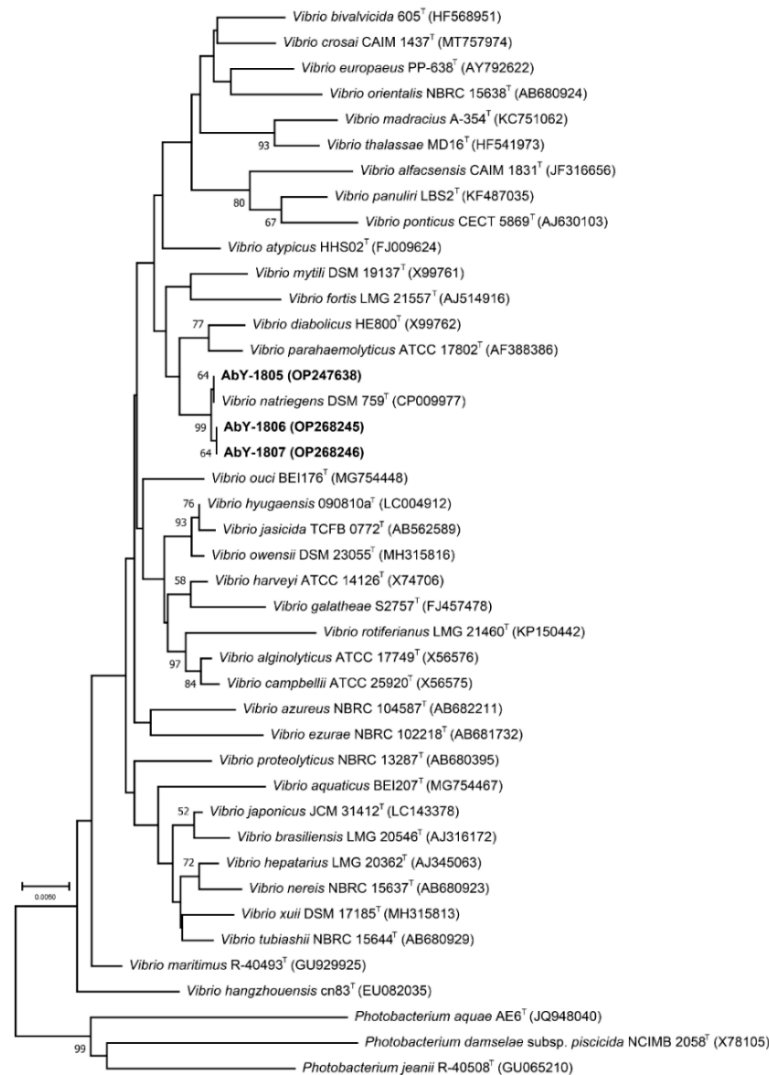 Vibrio bivalvicida 605ᵀ (HF568951)
Vibrio crosai CAIM 1437ᵀ (MT757974)
Vibrio europaeus PP-638ᵀ (AY792622)
Vibrio orientalis NBRC 15638ᵀ (AB680924)
Vibrio madracius A-354ᵀ (KC751062)
93
Vibrio thalassae MD16ᵀ (HF541973)
Vibrio alfacsensis CAIM 1831ᵀ (JF316656)
80
Vibrio panuliri LBS2ᵀ (KF487035)
67
Vibrio ponticus CECT 5869ᵀ (AJ630103)
Vibrio atypicus HHS02ᵀ (FJ009624)
Vibrio mytili DSM 19137ᵀ (X99761)
Vibrio fortis LMG 21557ᵀ (AJ514916)
77
Vibrio diabolicus HE800ᵀ (X99762)
Vibrio parahaemolyticus ATCC 17802ᵀ (AF388386)
64
AbY-1805 (OP247638)
Vibrio natriegens DSM 759ᵀ (CP009977)
99
AbY-1806 (OP268245)
64
AbY-1807 (OP268246)
Vibrio ouci BEI176ᵀ (MG754448)
76
Vibrio hyugaensis 090810aᵀ (LC004912)
93
Vibrio jasicida TCFB 0772ᵀ (AB562589)
Vibrio owensii DSM 23055ᵀ (MH315816)
58
Vibrio harveyi ATCC 14126ᵀ (X74706)
Vibrio galatheae S2757ᵀ (FJ457478)
Vibrio rotiferianus LMG 21460ᵀ (KP150442)
97
Vibrio alginolyticus ATCC 17749ᵀ (X56576)
84
Vibrio campbellii ATCC 25920ᵀ (X56575)
Vibrio azureus NBRC 104587ᵀ (AB682211)
Vibrio ezurae NBRC 102218ᵀ (AB681732)
Vibrio proteolyticus NBRC 13287ᵀ (AB680395)
Vibrio aquaticus BEI207ᵀ (MG754467)
52
Vibrio japonicus JCM 31412ᵀ (LC143378)
Vibrio brasiliensis LMG 20546ᵀ (AJ316172)
72
Vibrio hepatarius LMG 20362ᵀ (AJ345063)
Vibrio nereis NBRC 15637ᵀ (AB680923)
0.0050
Vibrio xuii DSM 17185ᵀ (MH315813)
Vibrio tubiashii NBRC 15644ᵀ (AB680929)
Vibrio maritimus R-40493ᵀ (GU929925)
Vibrio hangzhouensis cn83ᵀ (EU082035)
Photobacterium aquae AE6ᵀ (JQ948040)
99
Photobacterium damselae subsp. piscicida NCIMB 2058ᵀ (X78105)
Photobacterium jeanii R-40508ᵀ (GU065210)